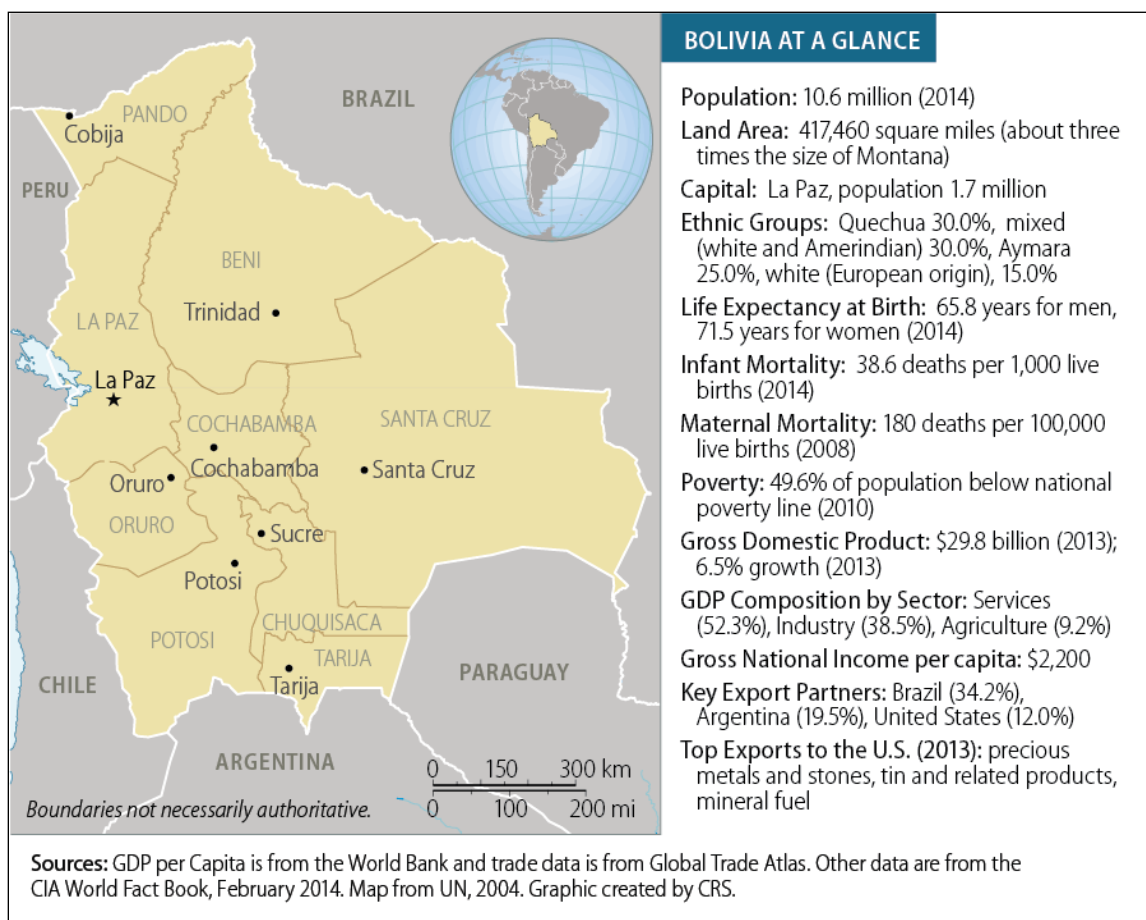 BRAZIL
PANDO
Cobija
PERU
BENI
Trinidad
LA PAZ
La Paz
COCHABAMBA
Cochabamba
SANTA CRUZ
Santa Cruz
Oruro
ORURO
Sucre
Potosi
POTOSI
CHUQUISACA
TARIJA
Tarija
CHILE
PARAGUAY
ARGENTINA
0 150 300 km
0 100 200 mi
Boundaries not necessarily authoritative.
BOLIVIA AT A GLANCE
Population: 10.6 million (2014)
Land Area: 417,460 square miles (about three
times the size of Montana)
Capital: La Paz, population 1.7 million
Ethnic Groups: Quechua 30.0%, mixed
(white and Amerindian) 30.0%, Aymara
25.0%, white (European origin), 15.0%
Life Expectancy at Birth: 65.8 years for men,
71.5 years for women (2014)
Infant Mortality: 38.6 deaths per 1,000 live
births (2014)
Maternal Mortality: 180 deaths per 100,000
live births (2008)
Poverty: 49.6% of population below national
poverty line (2010)
Gross Domestic Product: $29.8 billion (2013);
6.5% growth (2013)
GDP Composition by Sector: Services
(52.3%), Industry (38.5%), Agriculture (9.2%)
Gross National Income per capita: $2,200
Key Export Partners: Brazil (34.2%),
Argentina (19.5%), United States (12.0%)
Top Exports to the U.S. (2013): precious
metals and stones, tin and related products,
mineral fuel
Sources: GDP per Capita is from the World Bank and trade data is from Global Trade Atlas. Other data are from the
CIA World Fact Book, February 2014. Map from UN, 2004. Graphic created by CRS.